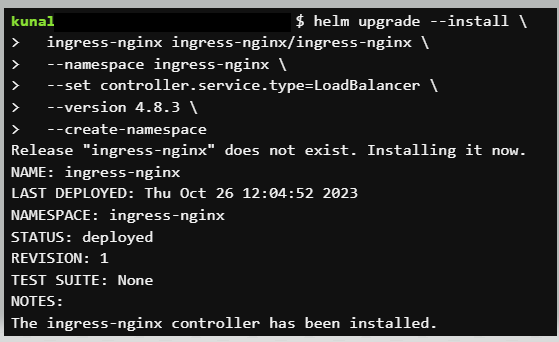 kunal $ helm upgrade --install \
> ingress-nginx ingress-nginx/ingress-nginx \
> --namespace ingress-nginx \
> --set controller.service.type=LoadBalancer \
> --version 4.8.3 \
> --create-namespace
Release "ingress-nginx" does not exist. Installing it now.
NAME: ingress-nginx
LAST DEPLOYED: Thu Oct 26 12:04:52 2023
NAMESPACE: ingress-nginx
STATUS: deployed
REVISION: 1
TEST SUITE: None
NOTES:
The ingress-nginx controller has been installed.